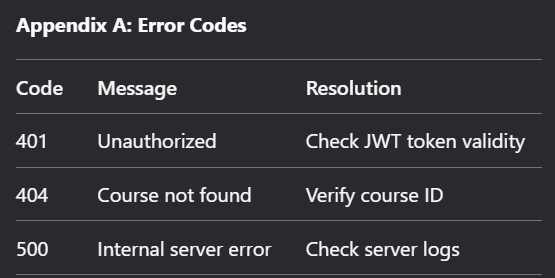 Appendix A: Error Codes
Code Message Resolution
401 Unauthorized Check JWT token validity
404 Course not found Verify course ID
500 Internal server error Check server logs